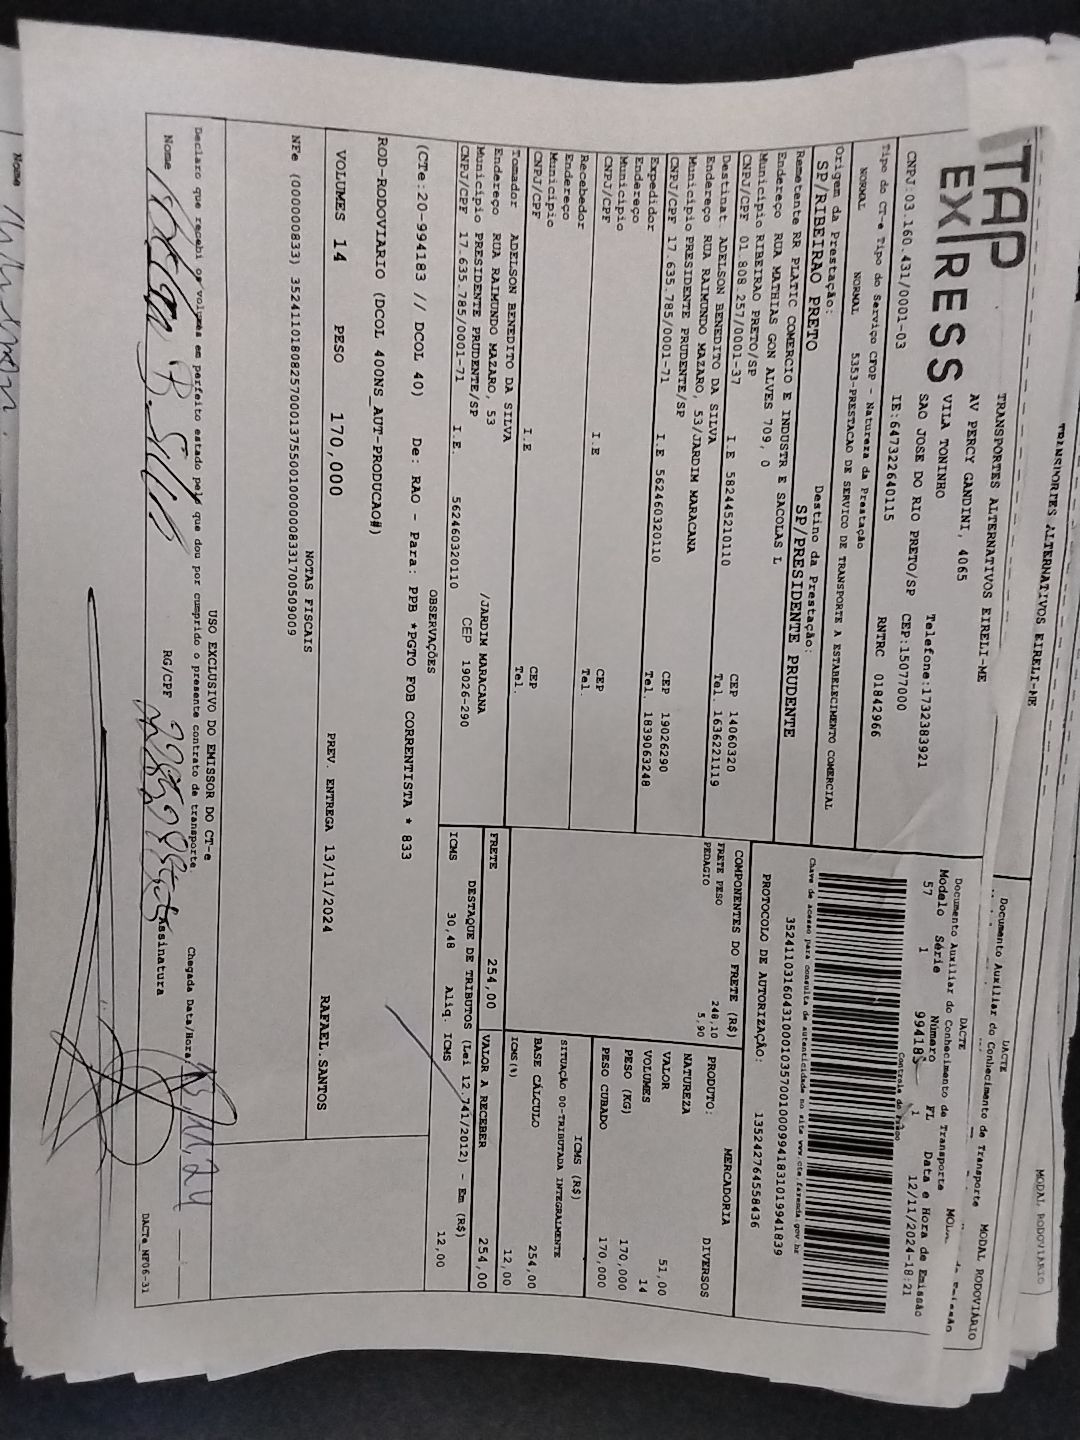 TRANSPORTES ALTERNATIVOS EIRELI-ME
DACTE
MODAL RODOVIÁRIO
Documento Auxiliar do Conhecimento de Transporte
TAP
EXPRESS
TRANSPORTES ALTERNATIVOS EIRELI-ME
AV PERCY GANDINI, 4065
VILA TONINHO
SAO JOSE DO RIO PRETO/SP
Telefone:1732383921
CNPJ:03.160.431/0001-03
IE:647322640115
CEP:15077000
RNTRC 01842966
MODAL RODOVIÁRIO
DACTE
Documento Auxiliar do Conhecimento de Transporte
Modelo Série Número FL Data e Hora de Emissão
57 1 994183 1 12/11/2024-18:21
Controle do Fisco
Tipo do CT-e Tipo do Serviço CFOP - Natureza da Prestação
NORMAL NORMAL 5353-PRESTACAO DE SERVICO DE TRANSPORTE A ESTABELECIMENTO COMERCIAL
Chave de acesso para consulta de autenticidade no site www.cte.fazenda.gov.br
35241103160431000103570010009941831019941839
Origem da Prestação:
SP/RIBEIRAO PRETO
Destino da Prestação:
SP/PRESIDENTE PRUDENTE
PROTOCOLO DE AUTORIZAÇÃO: 135242764558436
Remetente RR PLATIC COMERCIO E INDUSTR E SACOLAS L
Endereço RUA MATHIAS GON ALVES 709, 0
Município RIBEIRAO PRETO/SP CEP 14060320
CNPJ/CPF 01.808.257/0001-37 I.E 582445210110 Tel. 1636221119
Destinat ADELSON BENEDITO DA SILVA
Endereço RUA RAIMUNDO MAZARO, 53/JARDIM MARACANA
Município PRESIDENTE PRUDENTE/SP CEP 19026290
CNPJ/CPF 17.635.785/0001-71 I.E 562460320110 Tel. 1839063248
Expedidor
Endereço
Município
CNPJ/CPF I.E
CEP
Tel.
Recebedor
Endereço
Município
CNPJ/CPF I.E
CEP
Tel.
Tomador ADELSON BENEDITO DA SILVA
Endereço RUA RAIMUNDO MAZARO, 53 /JARDIM MARACANA
Município PRESIDENTE PRUDENTE/SP CEP 19026-290
CNPJ/CPF 17.635.785/0001-71 I.E. 562460320110
COMPONENTES DO FRETE (R$)
FRETE PESO 248,10
PEDAGIO 5,90
FRETE 254,00
MERCADORIA
PRODUTO: DIVERSOS
NATUREZA
VALOR 51,00
VOLUMES 14
PESO (KG) 170,000
PESO CUBADO 170,000
ICMS (R$)
SITUAÇÃO 00-TRIBUTADA INTEGRALMENTE
BASE CÁLCULO 254,00
ICMS (%) 12,00
VALOR A RECEBER 254,00
DESTAQUE DE TRIBUTOS (Lei 12.741/2012) - Em (R$)
ICMS 30,48 Aliq. ICMS 12,00
OBSERVAÇÕES
(CTe:20-994183 // DCOL 40) De: RAO - Para: PPB *PGTO FOB CORRENTISTA * 833
ROD-RODOVIARIO (DCOL 400NS_AUT-PRODUCAO#)
VOLUMES 14 PESO 170,000 PREV. ENTREGA 13/11/2024 RAFAEL.SANTOS
NOTAS FISCAIS
NFe (000000833) 35241101808257000137550010000008331700509009
USO EXCLUSIVO DO EMISSOR DO CT-e
Declaro que recebi os volumes em perfeito estado pelo que dou por cumprido o presente contrato de transporte
Chegada Data/Hora
Nome
RG/CPF
Assinatura
DACTe_NF06-31
Nome